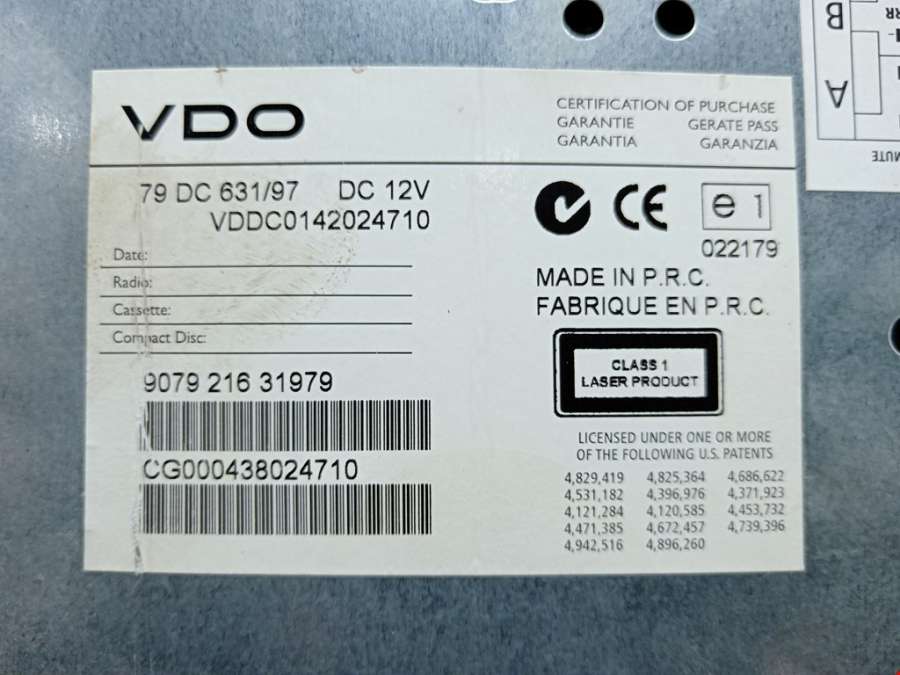 VDO
CERTIFICATION OF PURCHASE
GARANTIE GERATE PASS
GARANTIA GARANZIA
79 DC 631/97 DC 12V
VDDC0142024710
Date:
Radio:
Cassette:
Compact Disc:
9079 216 31979
CG000438024710
CE
e 1
022179
MADE IN P.R.C.
FABRIQUE EN P.R.C.
CLASS 1
LASER PRODUCT
LICENSED UNDER ONE OR MORE
OF THE FOLLOWING U.S. PATENTS
4,829,419 4,825,364 4,686,622
4,531,182 4,396,976 4,371,923
4,121,284 4,120,585 4,453,732
4,471,385 4,672,457 4,739,396
4,942,516 4,896,260
B
RR
A
MUTE